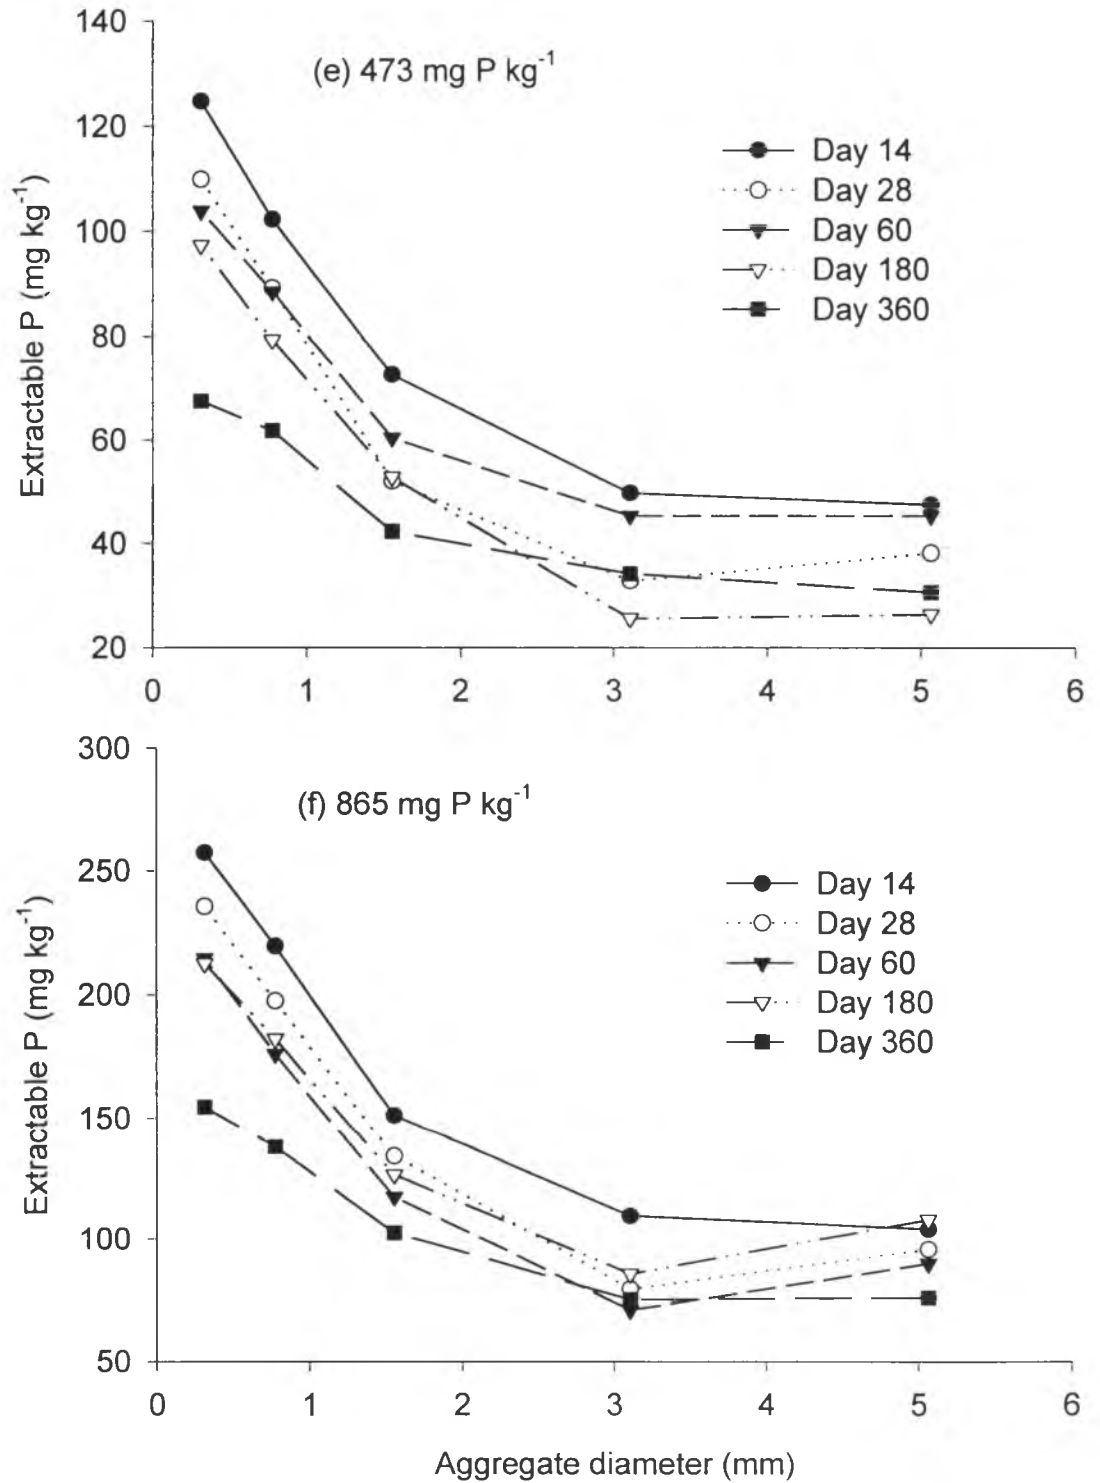 140
(e) 473 mg P kg⁻¹
120
100
80
60
40
20
Extractable P (mg kg⁻¹)
Day 14
Day 28
Day 60
Day 180
Day 360
0 1 2 3 4 5 6
300
(f) 865 mg P kg⁻¹
250
200
150
100
50
Extractable P (mg kg⁻¹)
Day 14
Day 28
Day 60
Day 180
Day 360
0 1 2 3 4 5 6
Aggregate diameter (mm)